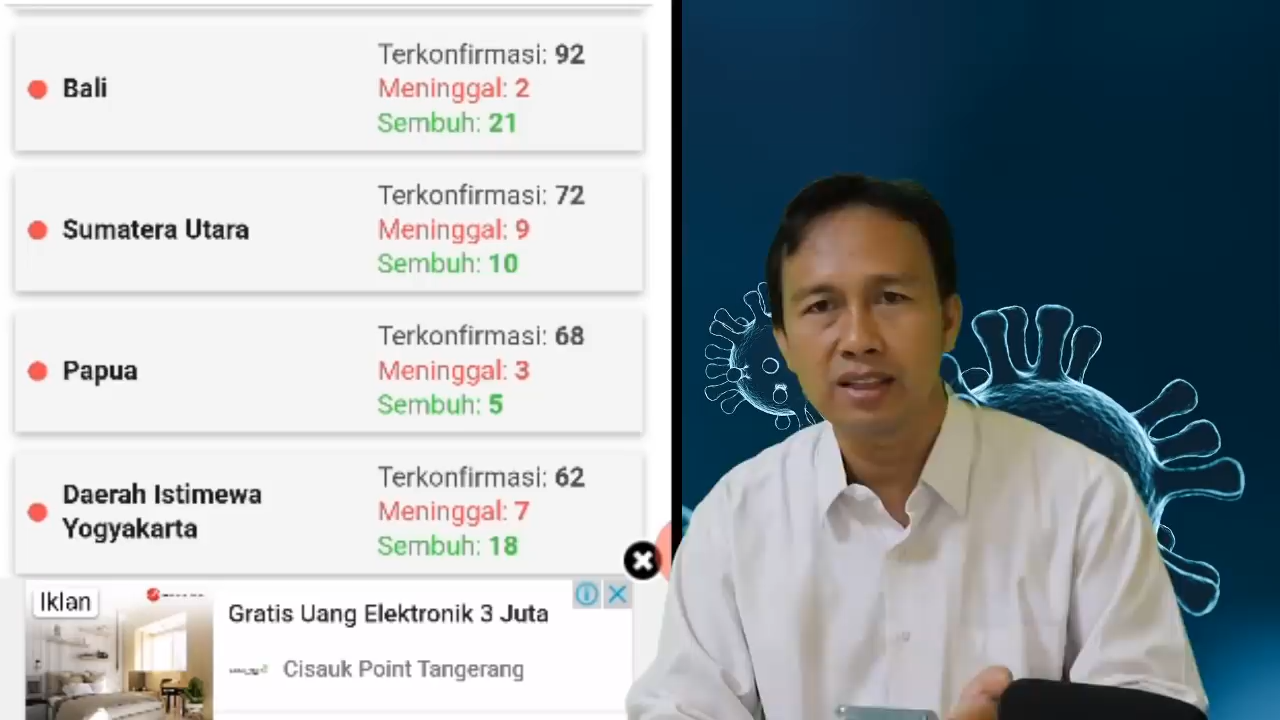 Terkonfirmasi: 92
Bali
Meninggal: 2
Sembuh: 21
Terkonfirmasi: 72
Sumatera Utara
Meninggal: 9
Sembuh: 10
Terkonfirmasi: 68
Papua
Meninggal: 3
Sembuh: 5
Terkonfirmasi: 62
Daerah Istimewa
Yogyakarta
Meninggal: 7
Sembuh: 18
Iklan
Gratis Uang Elektronik 3 Juta
Cisauk Point Tangerang